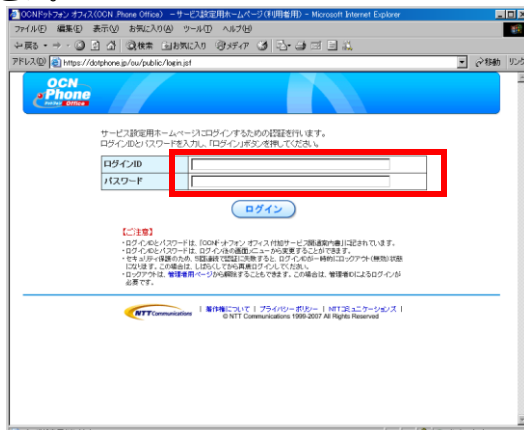 OCNドットフォン オフィス(OCN .Phone Office) －サービス設定用ホームページ(利用者用) - Microsoft Internet Explorer
ファイル(F) 編集(E) 表示(V) お気に入り(A) ツール(T) ヘルプ(H)
戻る 検索 お気に入り メディア
アドレス(D) https://dotphone.jp/ou/public/login.jsf 移動 リンク
OCN
.Phone
Office
サービス設定用ホームページにログインするための認証を行います。
ログインIDとパスワードを入力し、「ログイン」ボタンを押してください。
ログインID
パスワード
ログイン
【ご注意】
・ログインIDとパスワードは、「OCNドットフォン オフィス 付加サービス開通案内書」に記されています。
・ログインIDとパスワードは、ログイン後の画面メニューから変更することができます。
・セキュリティ保護のため、5回連続で認証に失敗すると、ログインIDが一時的にロックアウト(無効)状態
になります。この場合は、しばらくしてから再度ログインしてください。
・ロックアウトは、管理者用ページから解除することもできます。この場合は、管理者IDによるログインが
必要です。
NTT Communications | 著作権について | プライバシーポリシー | NTTコミュニケーションズ |
© NTT Communications 1999-2007 All Rights Reserved